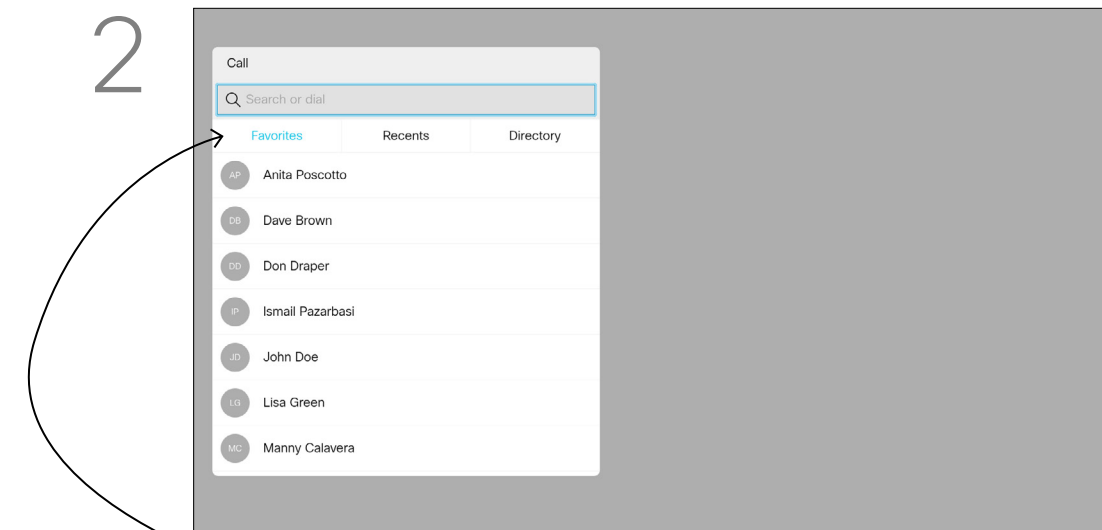 2
Call
Search or dial
Favorites Recents Directory
AP Anita Poscotto
DB Dave Brown
DD Don Draper
IP Ismail Pazarbasi
JD John Doe
LG Lisa Green
MC Manny Calavera